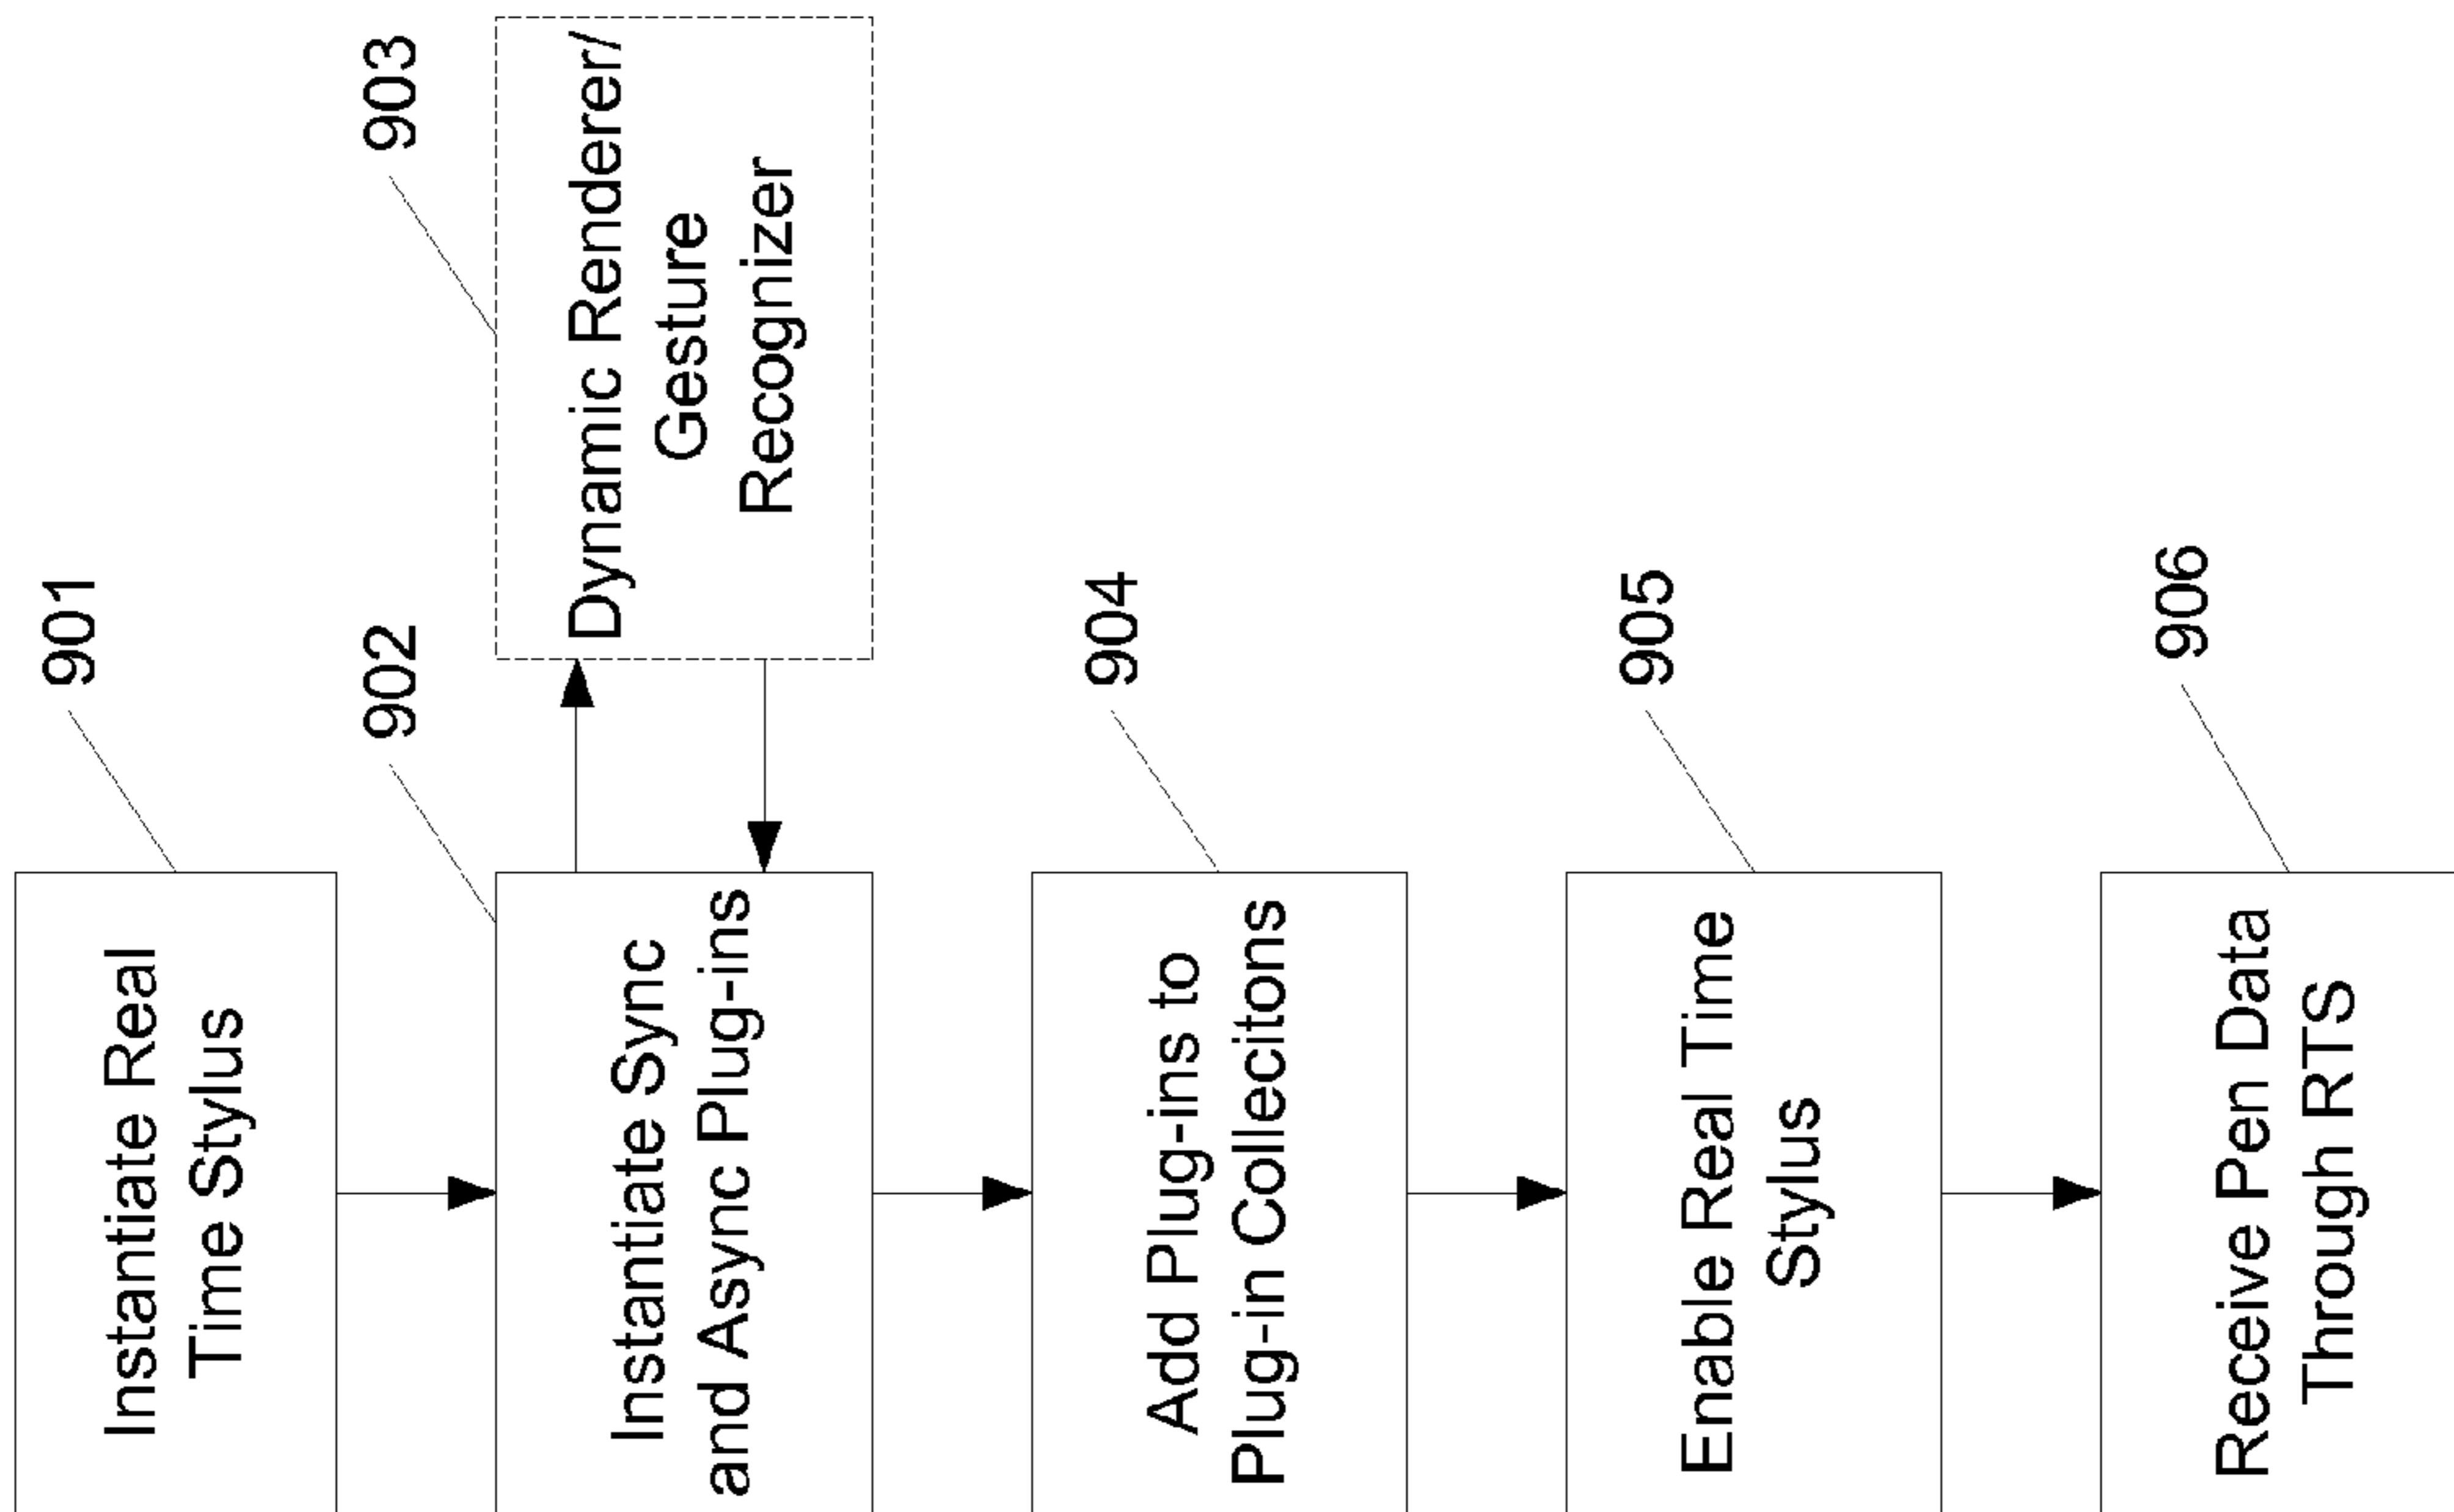 901
Instantiate Real
Time Stylus
902
Instantiate Sync
and Async Plug-ins
903
Dynamic Renderer/
Gesture
Recognizer
904
Add Plug-ins to
Plug-in Collecitons
905
Enable Real Time
Stylus
906
Receive Pen Data
Through RTS